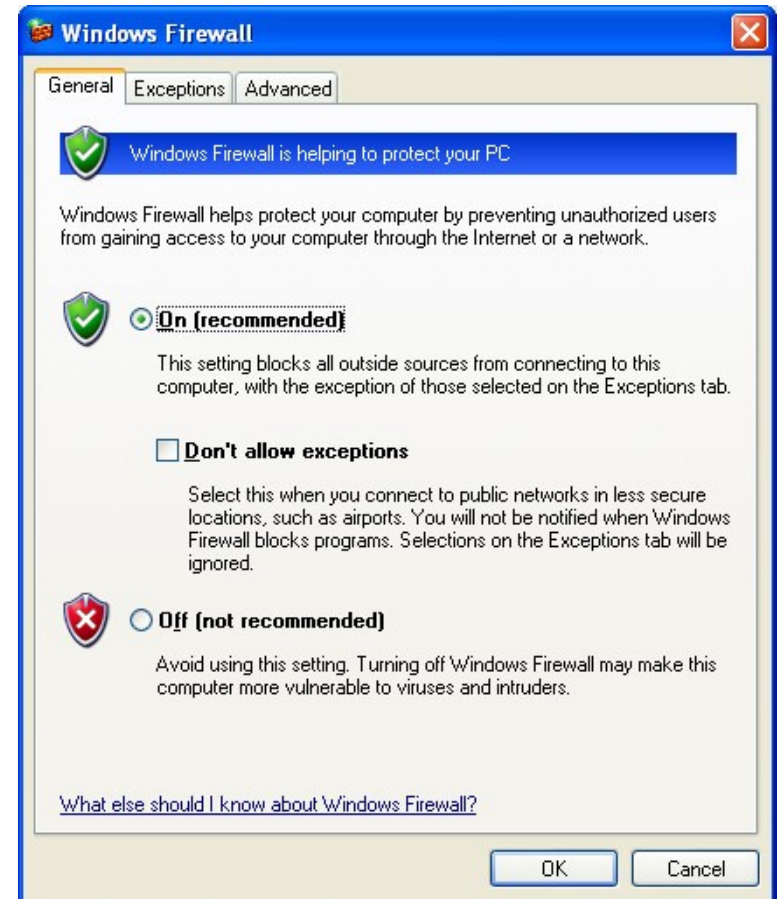 Windows Firewall
General Exceptions Advanced
Windows Firewall is helping to protect your PC
Windows Firewall helps protect your computer by preventing unauthorized users
from gaining access to your computer through the Internet or a network.
On (recommended)
This setting blocks all outside sources from connecting to this
computer, with the exception of those selected on the Exceptions tab.
Don't allow exceptions
Select this when you connect to public networks in less secure
locations, such as airports. You will not be notified when Windows
Firewall blocks programs. Selections on the Exceptions tab will be
ignored.
Off (not recommended)
Avoid using this setting. Turning off Windows Firewall may make this
computer more vulnerable to viruses and intruders.
What else should I know about Windows Firewall?
OK Cancel